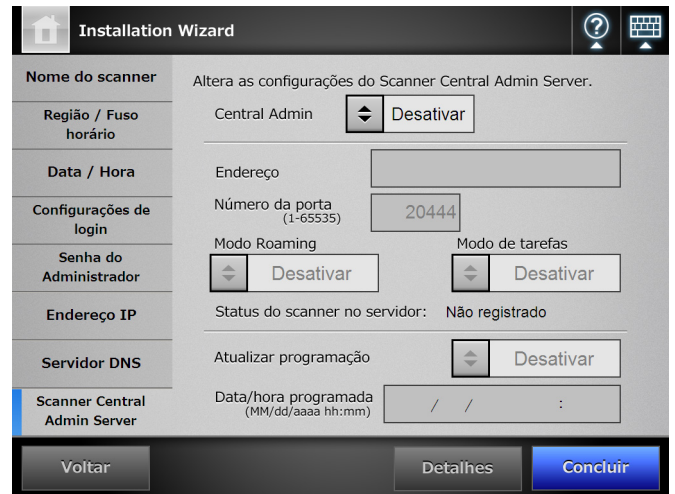 Installation Wizard
Nome do scanner
Região / Fuso
horário
Data / Hora
Configurações de
login
Senha do
Administrador
Endereço IP
Servidor DNS
Scanner Central
Admin Server
Altera as configurações do Scanner Central Admin Server.
Central Admin Desativar
Endereço
Número da porta 20444
(1-65535)
Modo Roaming Modo de tarefas
Desativar Desativar
Status do scanner no servidor: Não registrado
Atualizar programação Desativar
Data/hora programada / / :
(MM/dd/aaaa hh:mm)
Voltar Detalhes Concluir